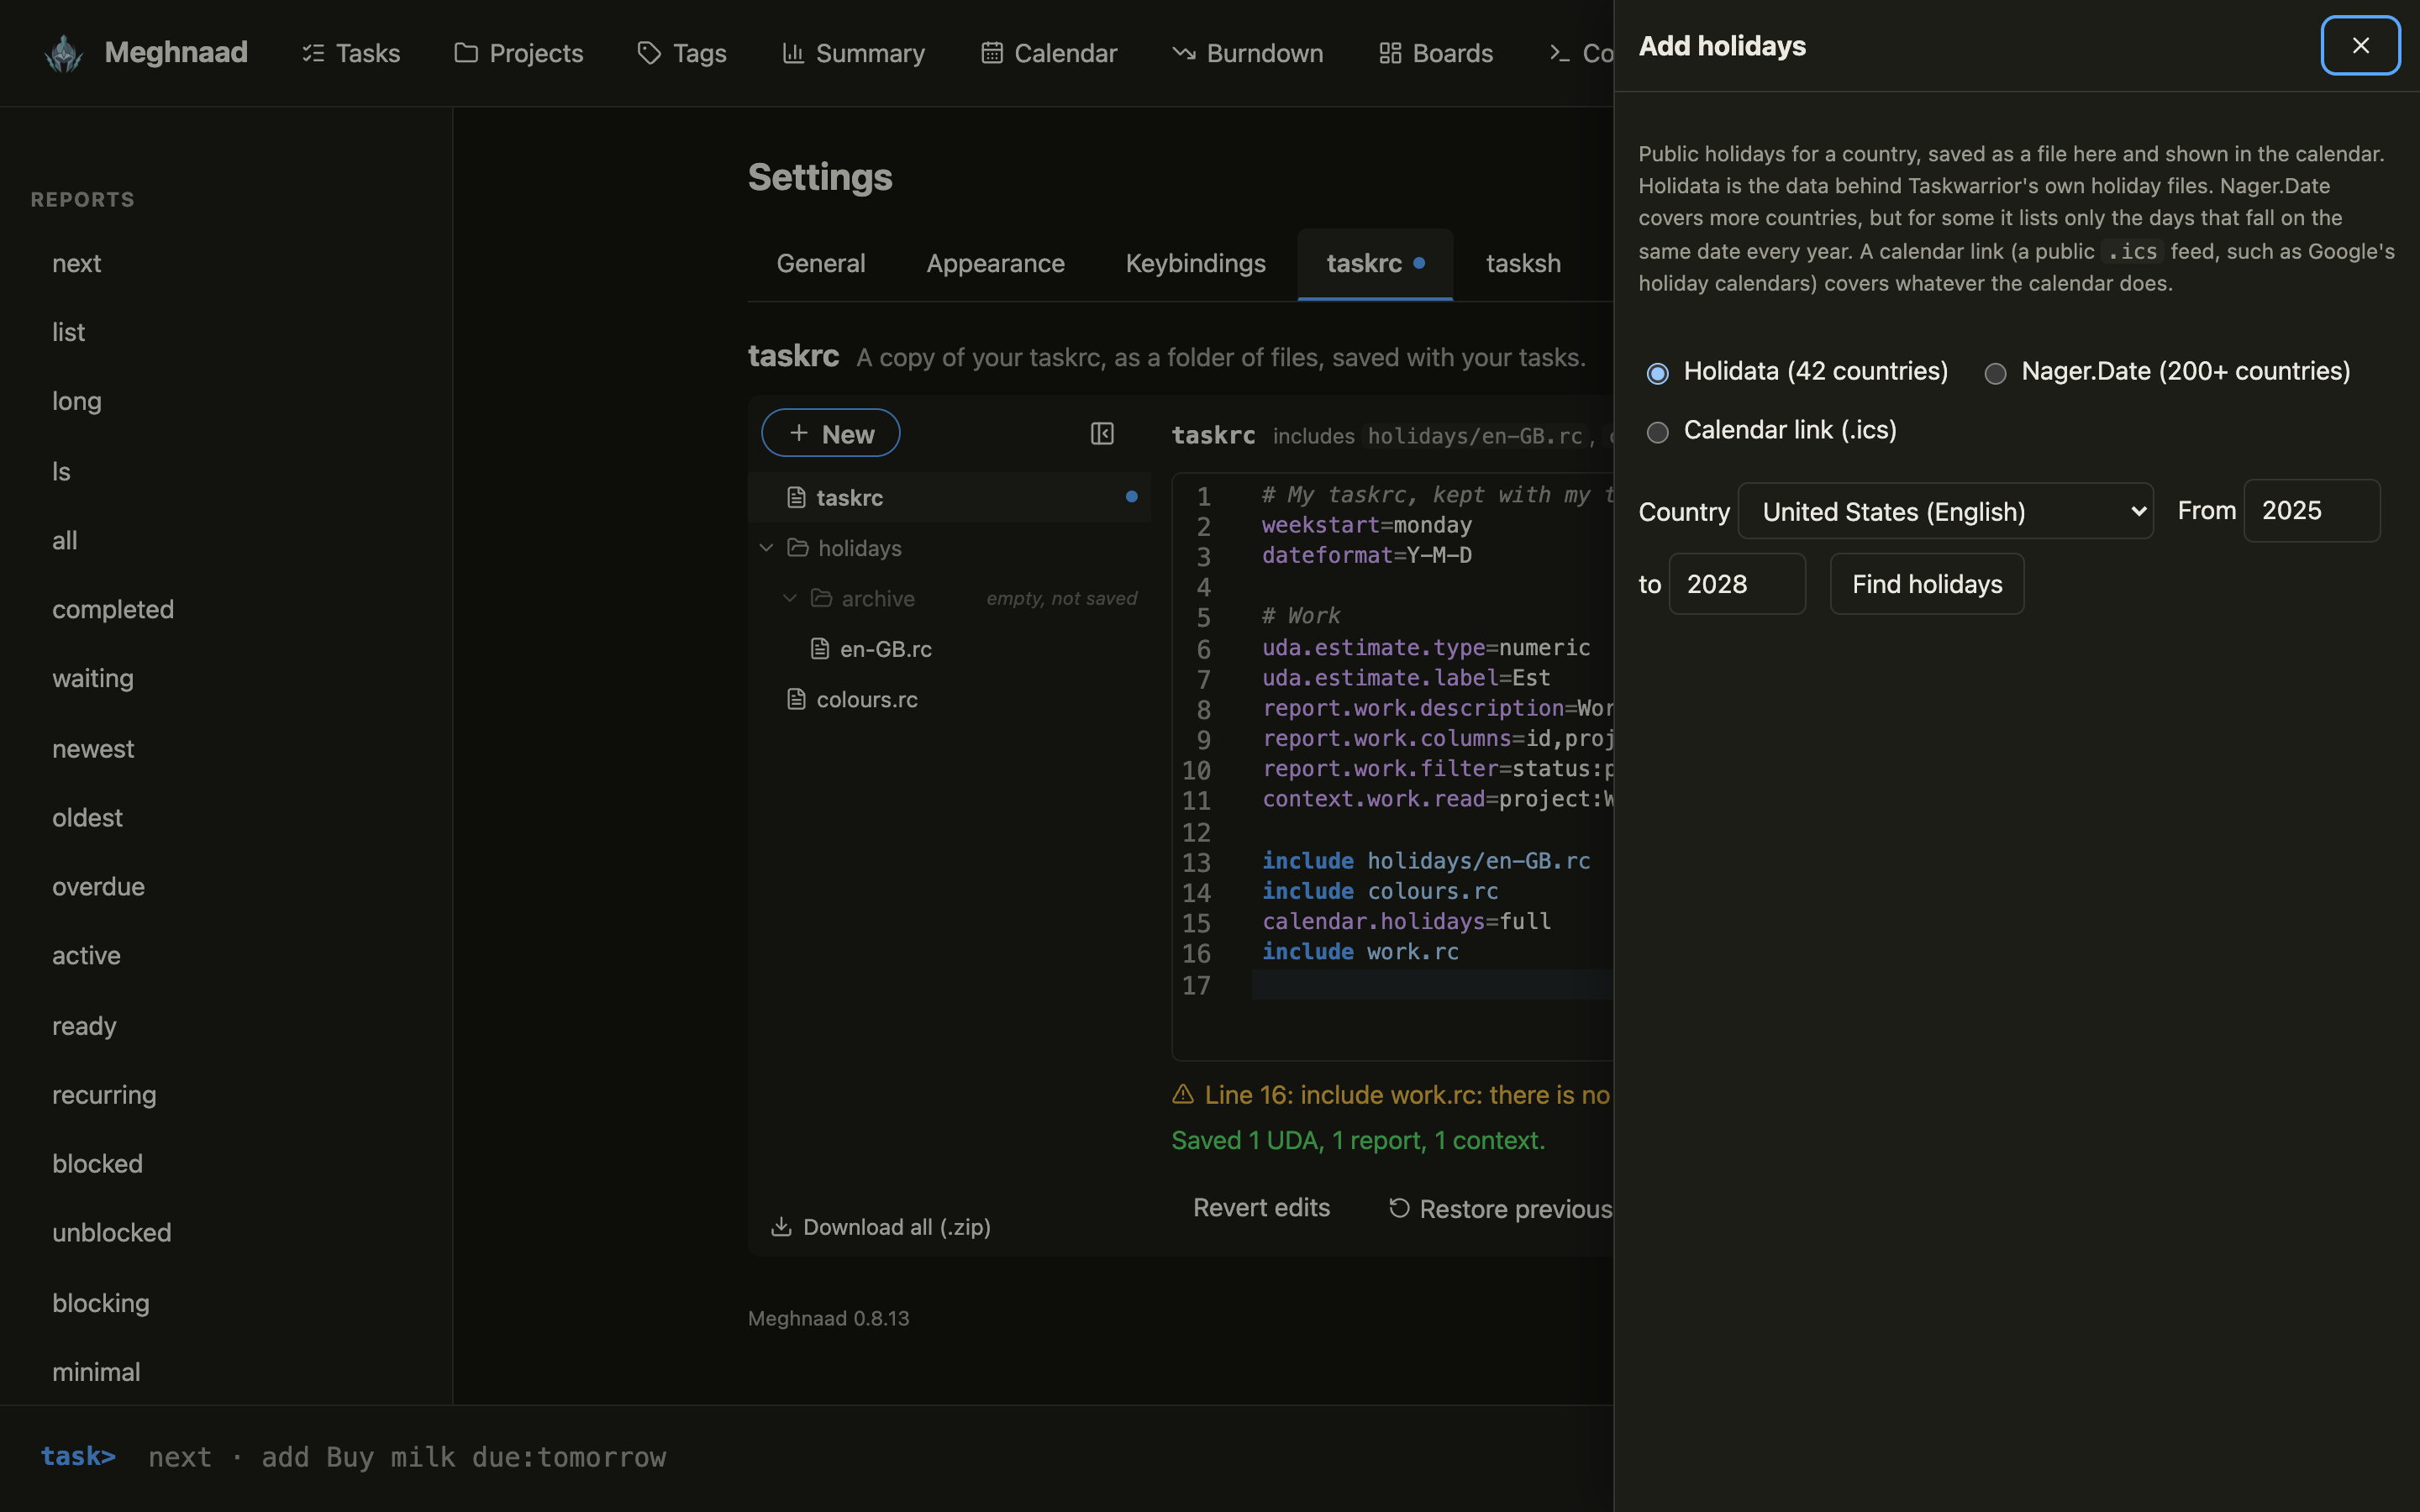 Meghnaad
Tasks
Projects
Tags
Summary
Calendar
Burndown
Boards
Co
REPORTS
next
list
long
ls
all
completed
waiting
newest
oldest
overdue
active
ready
recurring
blocked
unblocked
blocking
minimal
Settings
General
Appearance
Keybindings
taskrc
tasksh
taskrc A copy of your taskrc, as a folder of files, saved with your tasks.
New
taskrc
holidays
archive empty, not saved
en-GB.rc
colours.rc
Download all (.zip)
taskrc includes holidays/en-GB.rc,
1 # My taskrc, kept with my t
2 weekstart=monday
3 dateformat=Y-M-D
4
5 # Work
6 uda.estimate.type=numeric
7 uda.estimate.label=Est
8 report.work.description=Wor
9 report.work.columns=id,proj
10 report.work.filter=status:p
11 context.work.read=project:W
12
13 include holidays/en-GB.rc
14 include colours.rc
15 calendar.holidays=full
16 include work.rc
17
Line 16: include work.rc: there is no
Saved 1 UDA, 1 report, 1 context.
Revert edits
Restore previous
Meghnaad 0.8.13
task> next · add Buy milk due:tomorrow
Add holidays
Public holidays for a country, saved as a file here and shown in the calendar.
Holidata is the data behind Taskwarrior's own holiday files. Nager.Date
covers more countries, but for some it lists only the days that fall on the
same date every year. A calendar link (a public .ics feed, such as Google's
holiday calendars) covers whatever the calendar does.
Holidata (42 countries)
Nager.Date (200+ countries)
Calendar link (.ics)
Country United States (English) From 2025
to 2028 Find holidays